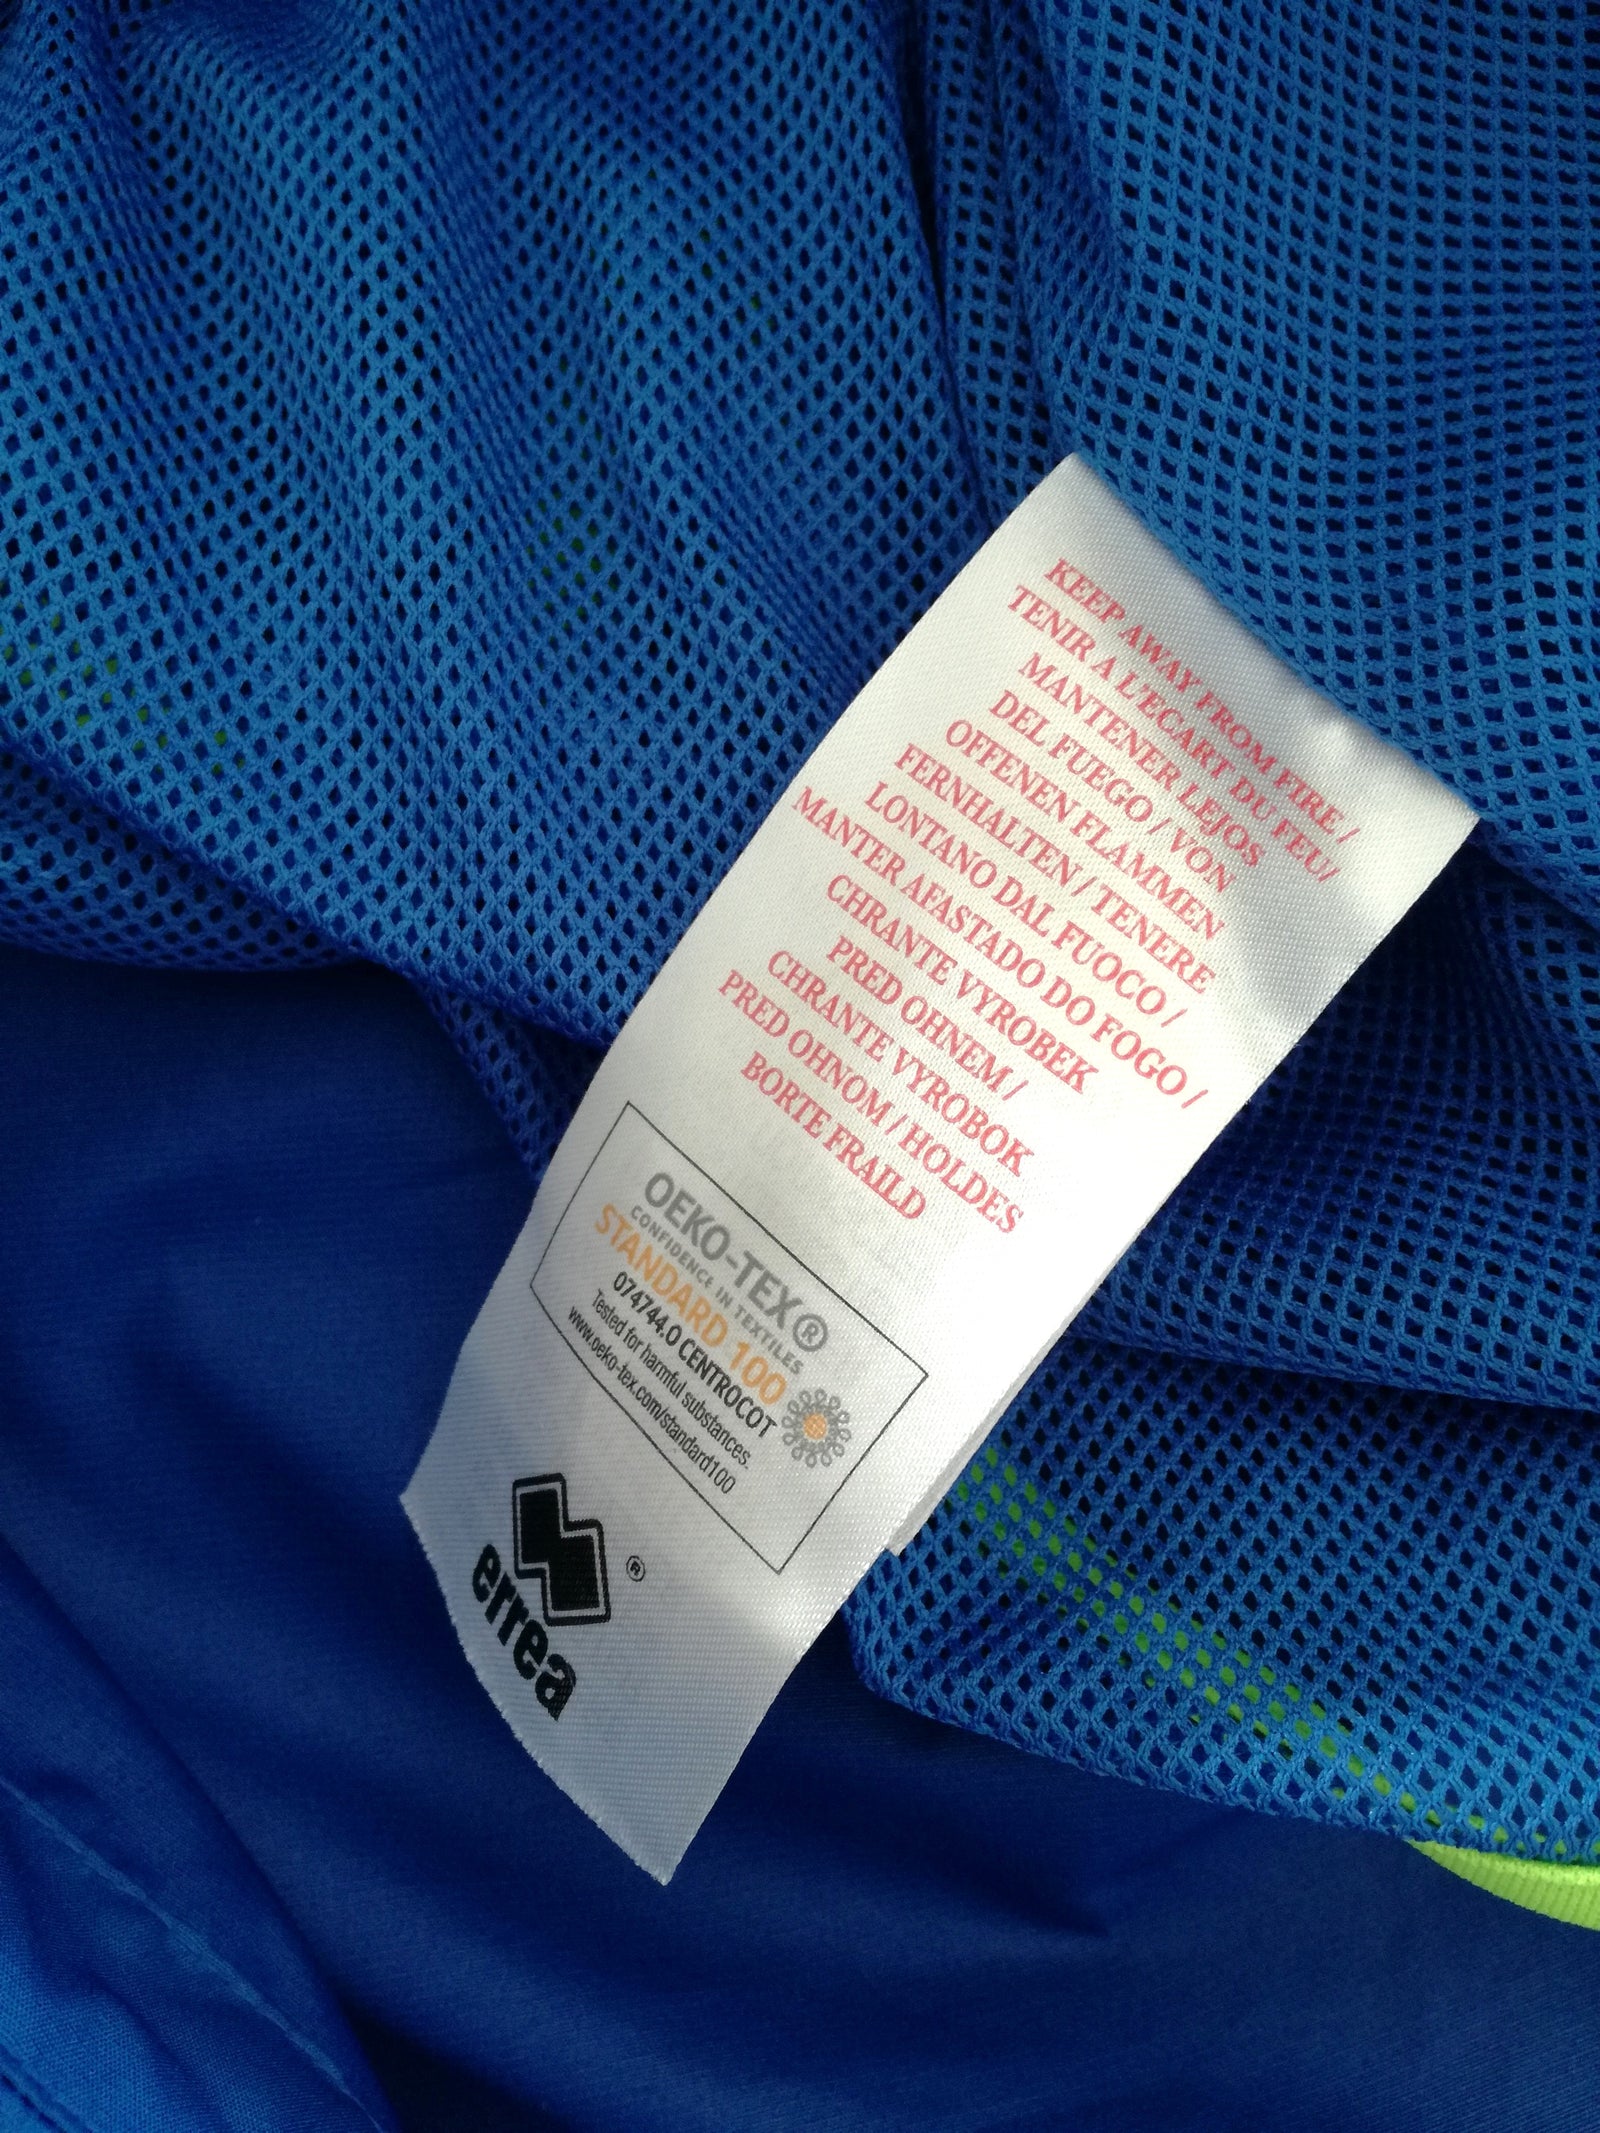 KEEP AWAY FROM FIRE /
TENIR A L'ECART DU FEU/
MANTENER LEJOS
DEL FUEGO / VON
OFFENEN FLAMMEN
FERNHALTEN / TENERE
LONTANO DAL FUOCO /
MANTER AFASTADO DO FOGO /
CHRANTE VYROBEK
PRED OHNEM /
CHRANTE VYROBOK
PRED OHNOM / HOLDES
BORTE FRAILD
OEKO-TEX®
CONFIDENCE IN TEXTILES
STANDARD 100
074744.0 CENTROCOT
Tested for harmful substances.
www.oeko-tex.com/standard100
®
errea